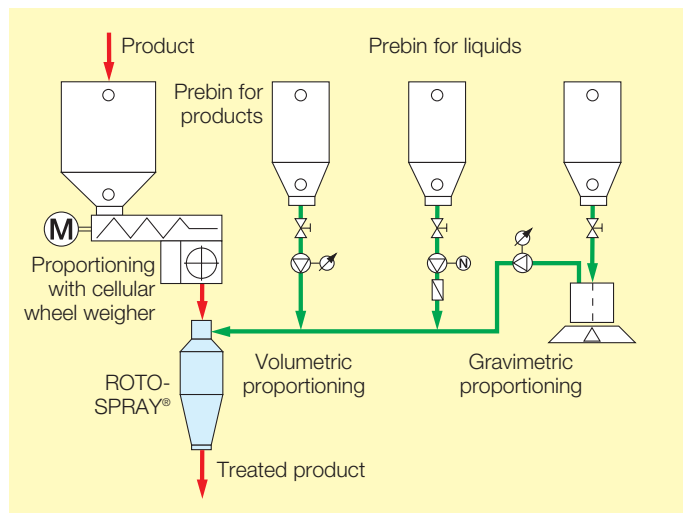 Product
Prebin for liquids
Prebin for
products
M
Proportioning
with cellular
wheel weigher
N
Volumetric
proportioning
Gravimetric
proportioning
ROTO-
SPRAY®
Treated product